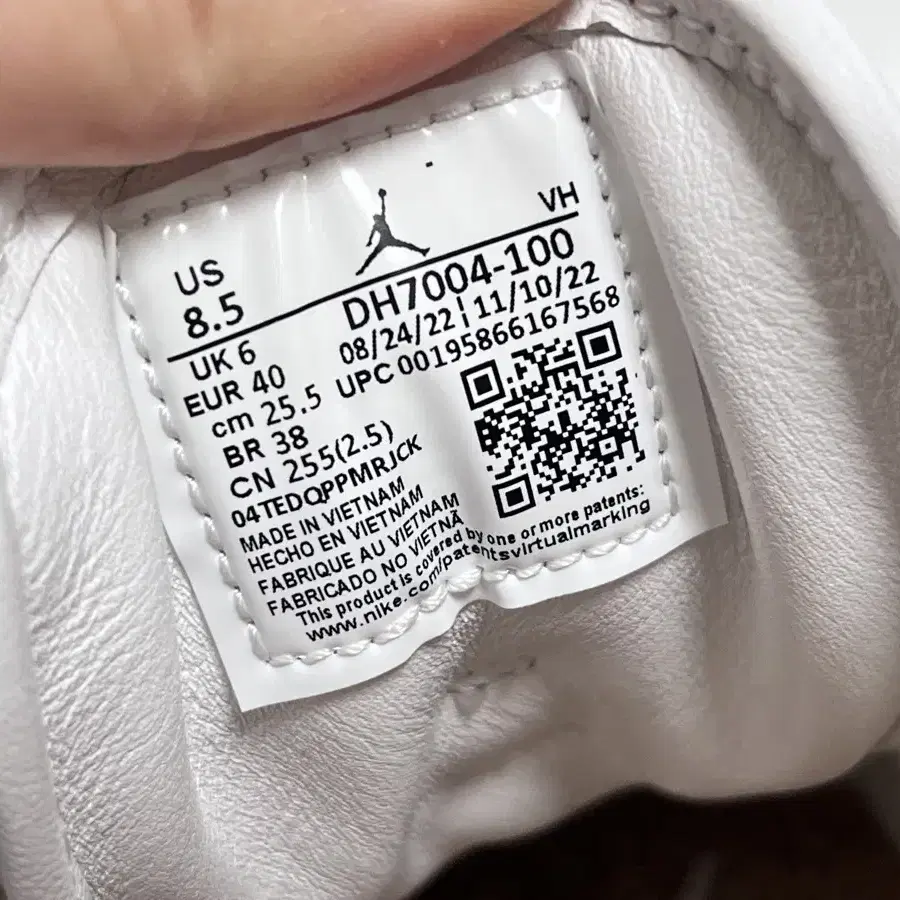 VH
US
8.5
DH7004-100
08/24/22 | 11/10/22
UPC 00195866167568
UK 6
EUR 40
cm 25.5
BR 38
CN 255(2.5)
04TEDQPPMRJCK
MADE IN VIETNAM
HECHO EN VIETNAM
FABRIQUE AU VIETNAM
FABRICADO NO VIETNÃ
This product is covered by one or more patents:
www.nike.com/patentsvirtualmarking